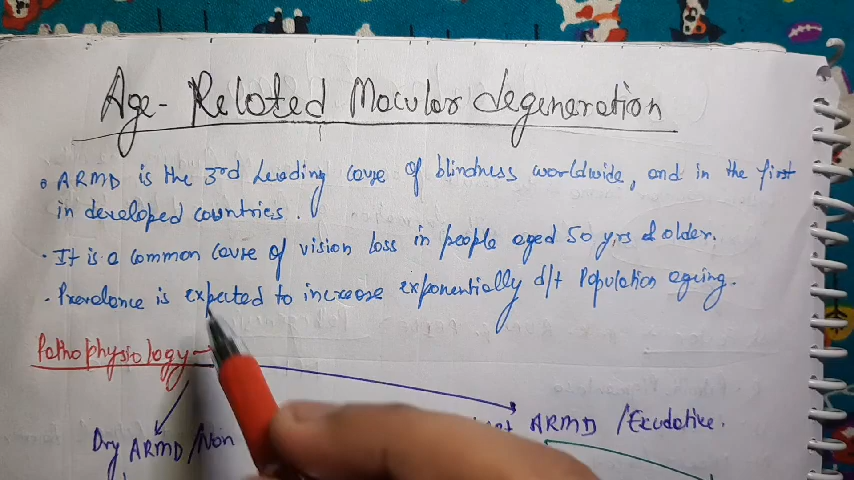 Age-Related Macular degeneration
• ARMD is the 3rd Leading cause of blindness worldwide, and in the first
in developed countries.
• It is a common cause of vision loss in people aged 50 yrs & older.
• Prevalence is expected to increase exponentially d/t Population ageing.
Pathophysiology
Dry ARMD/Non
ARMD /Exudative.